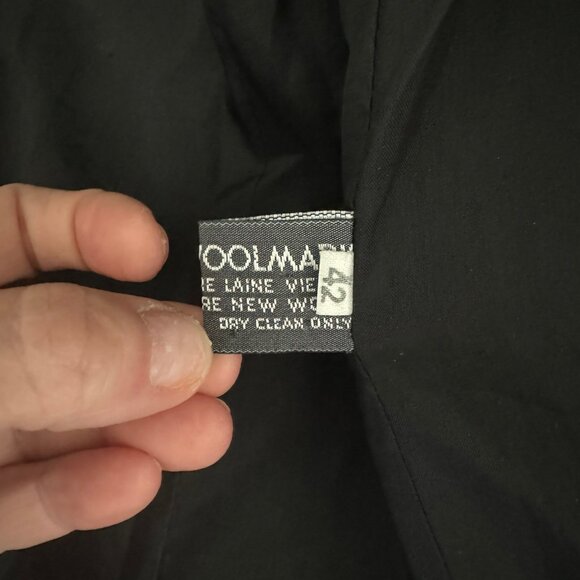 OOLMAR
RE LAINE VIE
RE NEW WO
DRY CLEAN ONLY
42